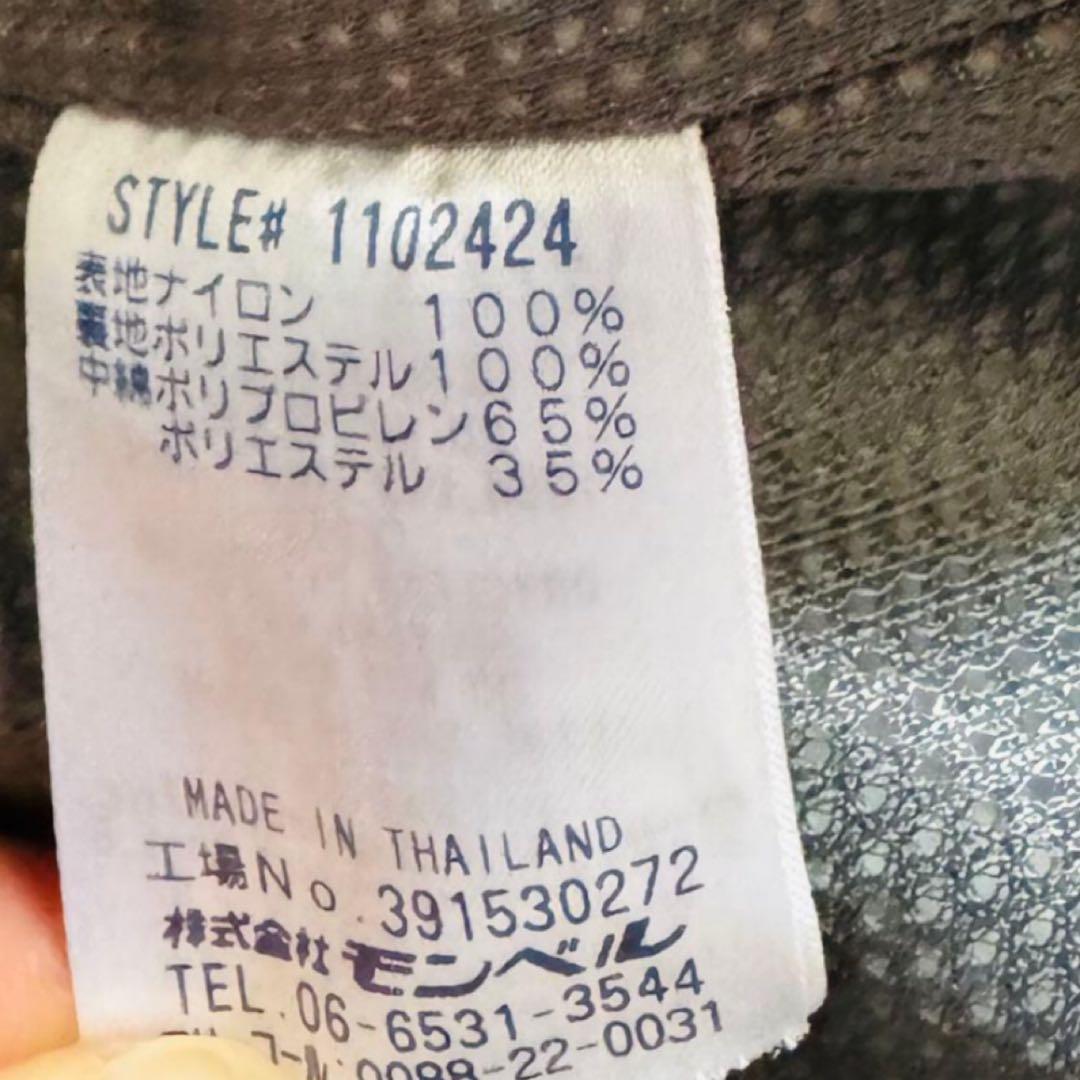 STYLE# 1102424
表地ナイロン 100%
裏地ポリエステル100%
中綿ポリプロピレン65%
ポリエステル 35%
MADE IN THAILAND
工場No.391530272
株式会社モンベル
TEL.06-6531-3544
0088-22-0031